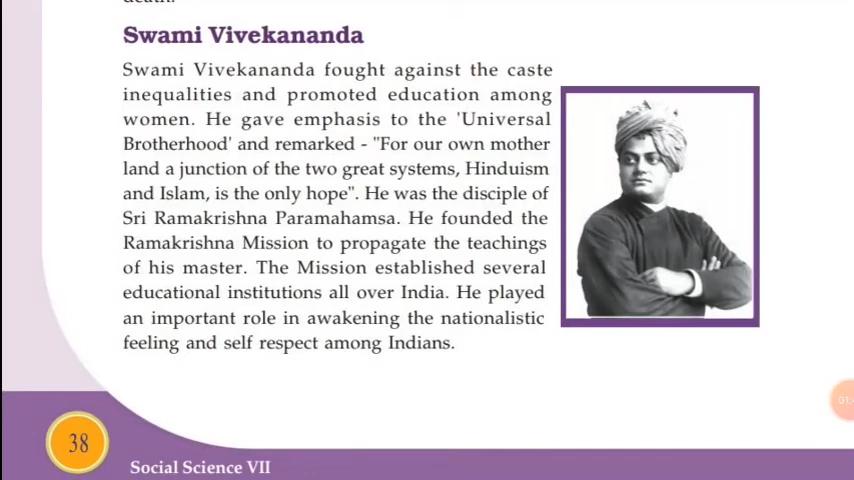 Swami Vivekananda
Swami Vivekananda fought against the caste
inequalities and promoted education among
women. He gave emphasis to the 'Universal
Brotherhood' and remarked - "For our own mother
land a junction of the two great systems, Hinduism
and Islam, is the only hope". He was the disciple of
Sri Ramakrishna Paramahamsa. He founded the
Ramakrishna Mission to propagate the teachings
of his master. The Mission established several
educational institutions all over India. He played
an important role in awakening the nationalistic
feeling and self respect among Indians.
38
Social Science VII